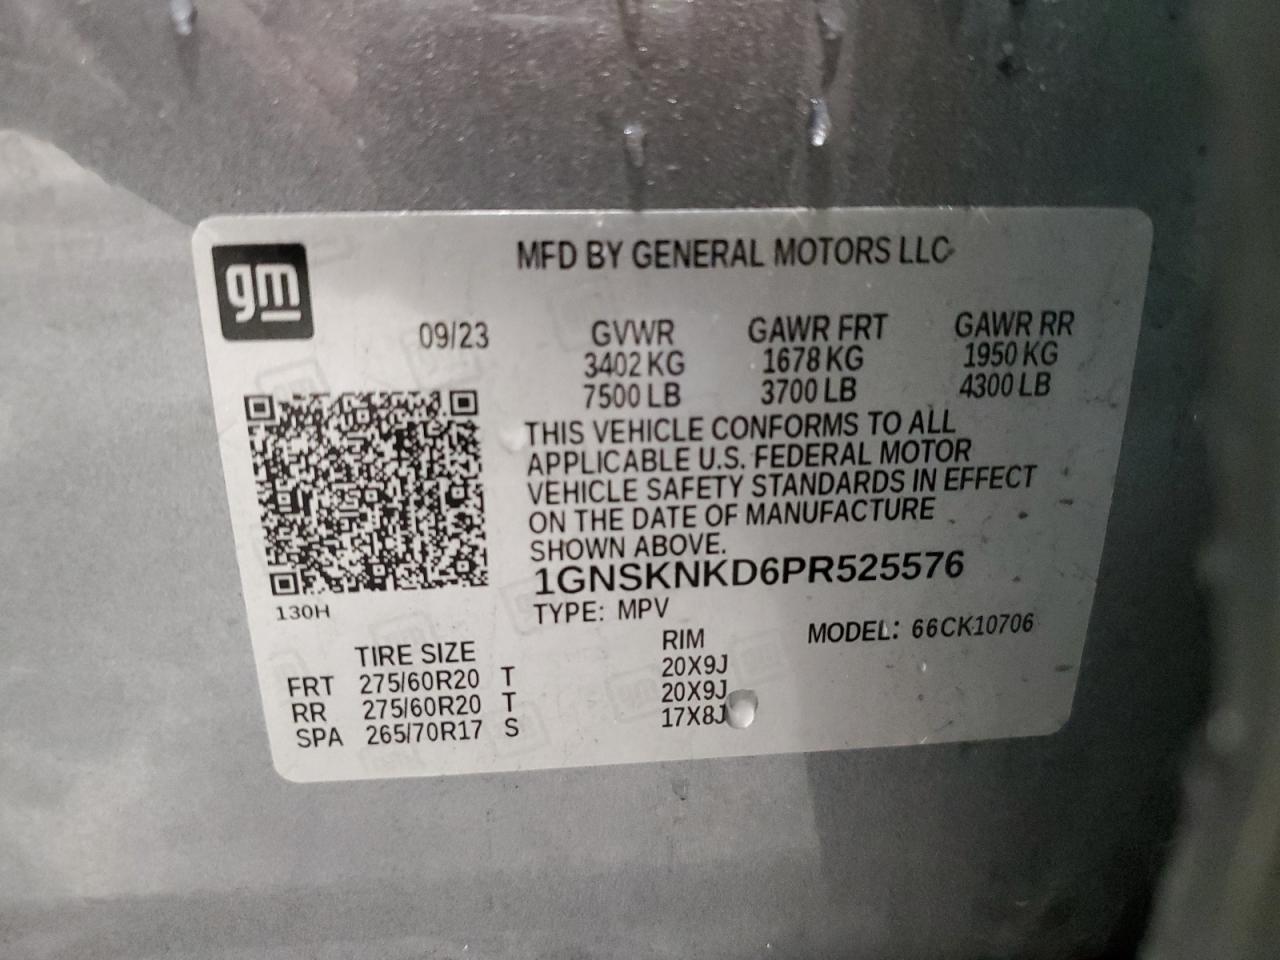 gm
MFD BY GENERAL MOTORS LLC
09/23 GVWR GAWR FRT GAWR RR
3402 KG 1678 KG 1950 KG
7500 LB 3700 LB 4300 LB
THIS VEHICLE CONFORMS TO ALL
APPLICABLE U.S. FEDERAL MOTOR
VEHICLE SAFETY STANDARDS IN EFFECT
ON THE DATE OF MANUFACTURE
SHOWN ABOVE.
1GNSKNKD6PR525576
130H
TYPE: MPV
MODEL: 66CK10706
TIRE SIZE RIM
FRT 275/60R20 T 20X9J
RR 275/60R20 T 20X9J
SPA 265/70R17 S 17X8J